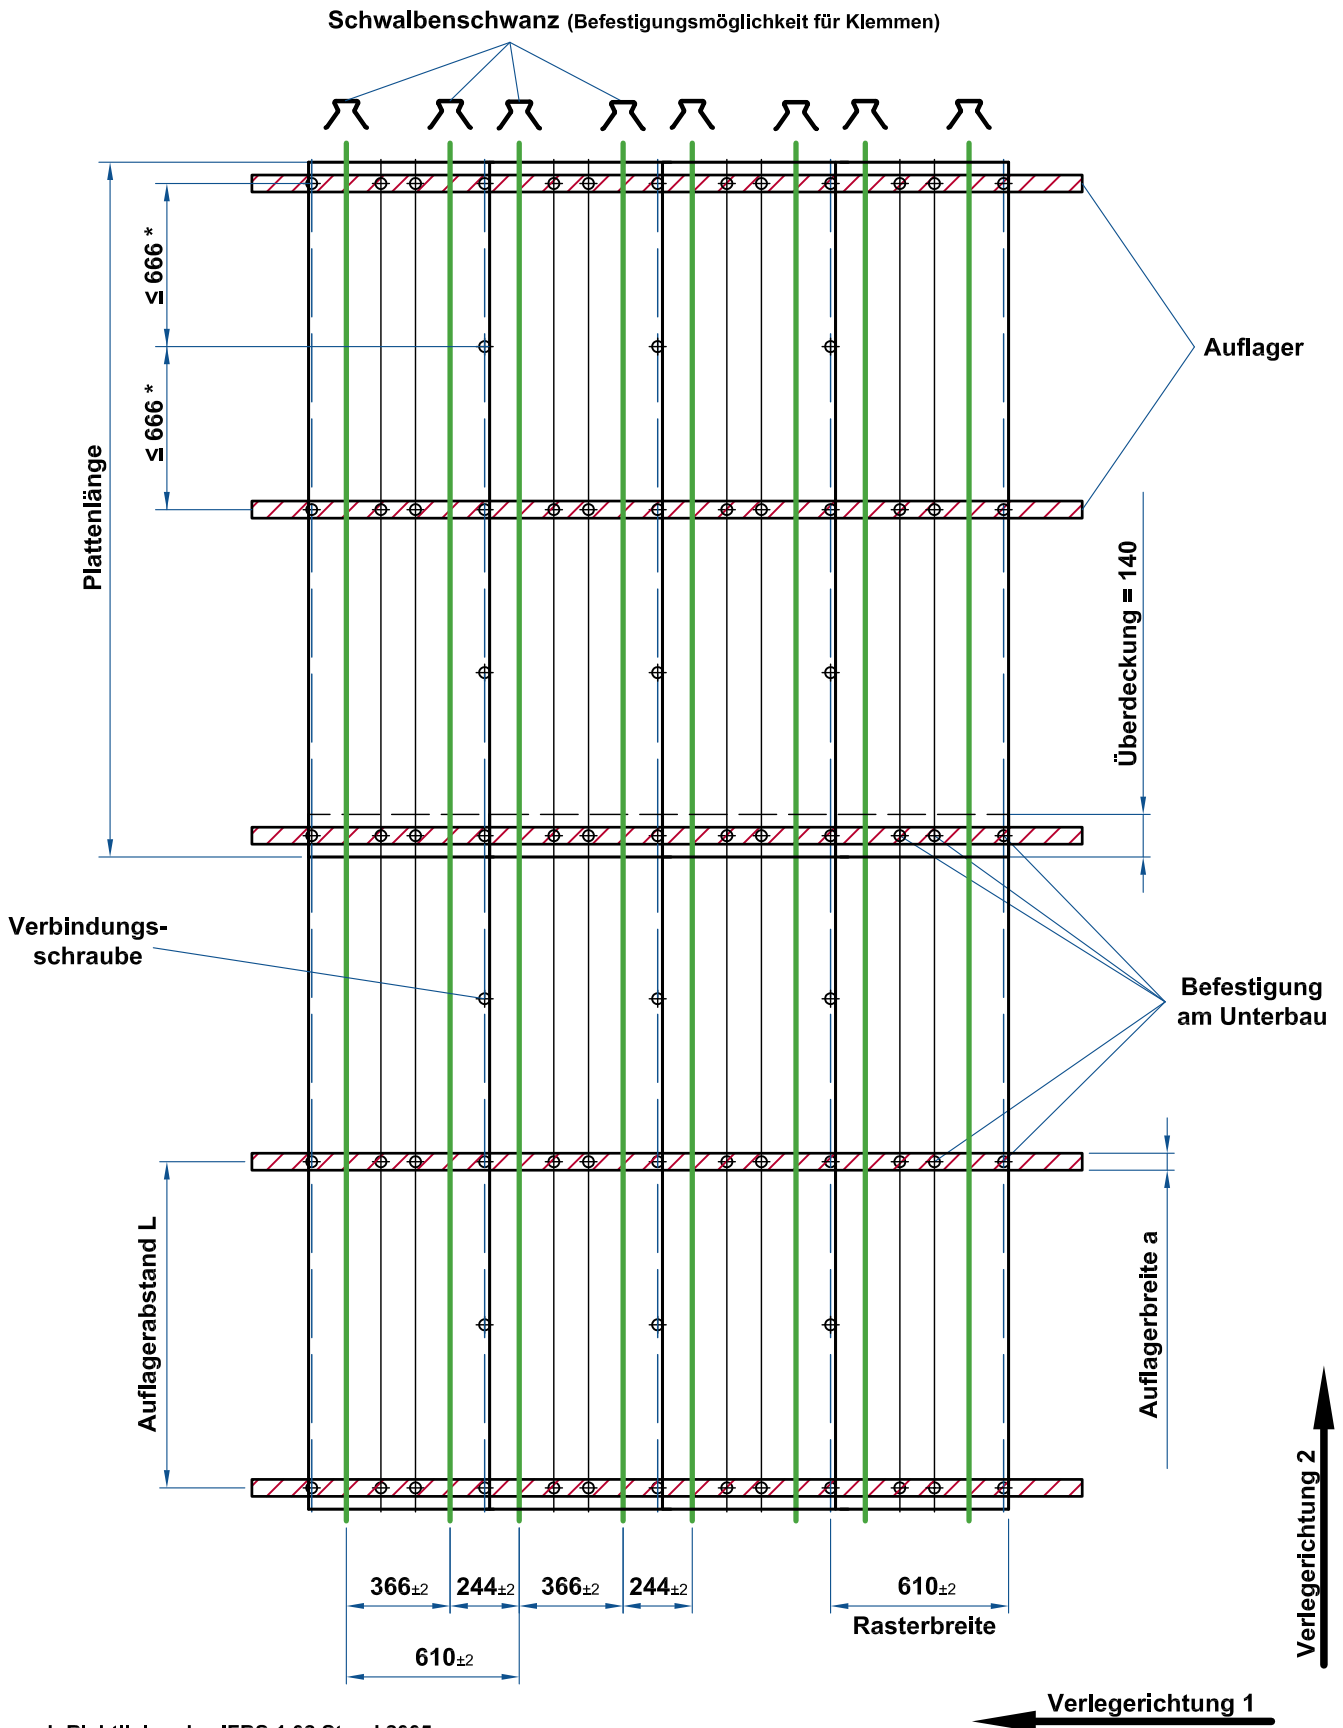 Schwalbenschwanz (Befestigungsmöglichkeit für Klemmen)
≤ 666 *
≤ 666 *
Plattenlänge
Auflager
Überdeckung = 140
Verbindungs-
schraube
Befestigung
am Unterbau
Auflagerabstand L
Auflagerbreite a
Verlegerichtung 2
366±2
244±2
366±2
244±2
610±2
Rasterbreite
610±2
Verlegerichtung 1